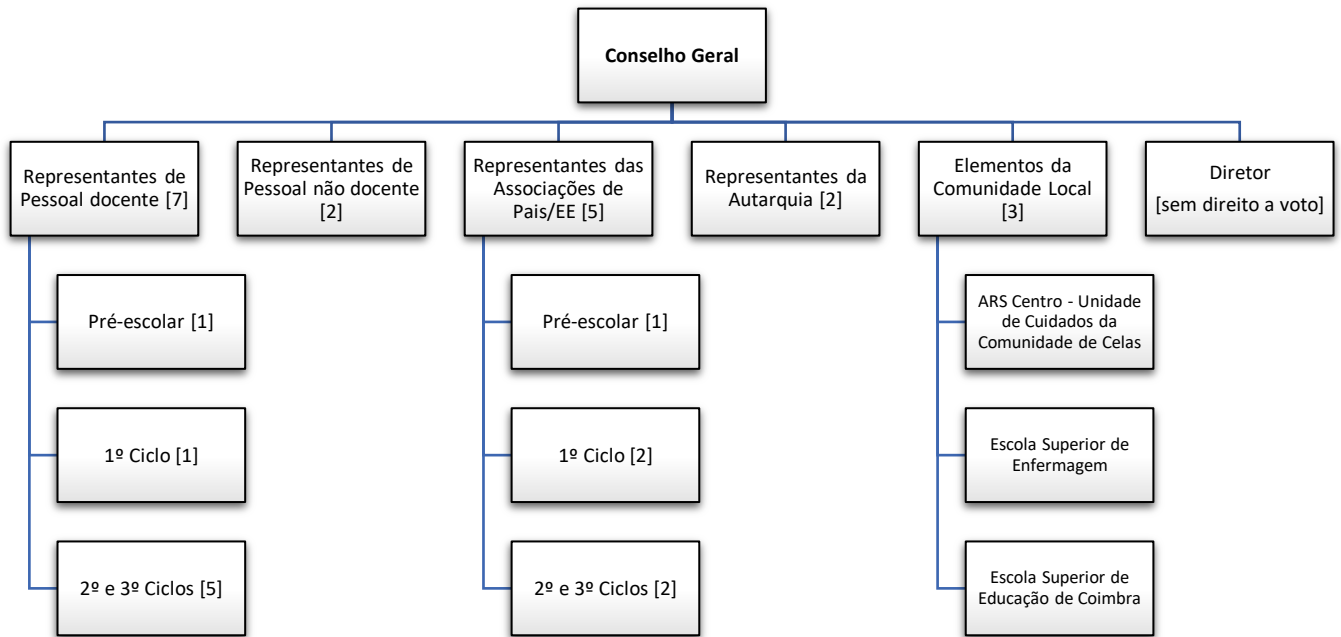 Conselho Geral
Representantes de
Pessoal docente [7]
Representantes de
Pessoal não docente
[2]
Representantes das
Associações de
Pais/EE [5]
Representantes da
Autarquia [2]
Elementos da
Comunidade Local
[3]
Diretor
[sem direito a voto]
Pré-escolar [1]
1º Ciclo [1]
2º e 3º Ciclos [5]
Pré-escolar [1]
1º Ciclo [2]
2º e 3º Ciclos [2]
ARS Centro - Unidade
de Cuidados da
Comunidade de Celas
Escola Superior de
Enfermagem
Escola Superior de
Educação de Coimbra